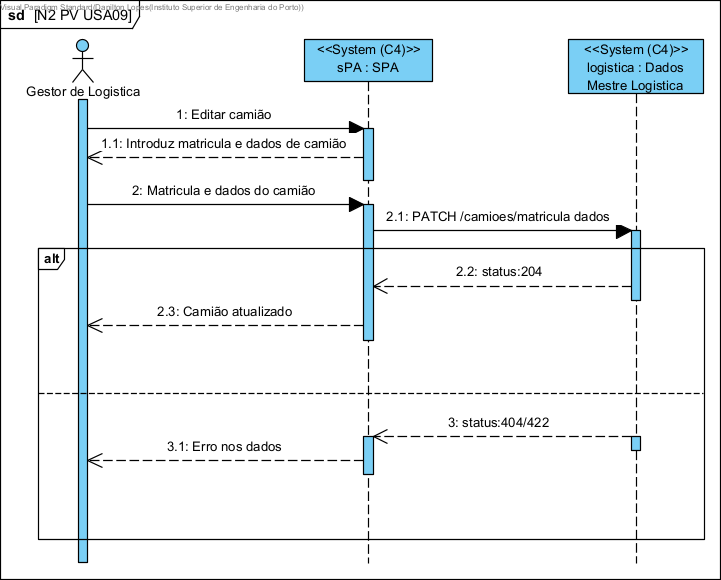 Visual Paradigm Standard(Danilton Lopes(Instituto Superior de Engenharia do Porto))
sd [N2 PV USA09]
Gestor de Logistica
<<System (C4)>>
sPA : SPA
<<System (C4)>>
logistica : Dados
Mestre Logistica
1: Editar camião
1.1: Introduz matricula e dados de camião
2: Matricula e dados do camião
2.1: PATCH /camioes/matricula dados
alt
2.2: status:204
2.3: Camião atualizado
3: status:404/422
3.1: Erro nos dados